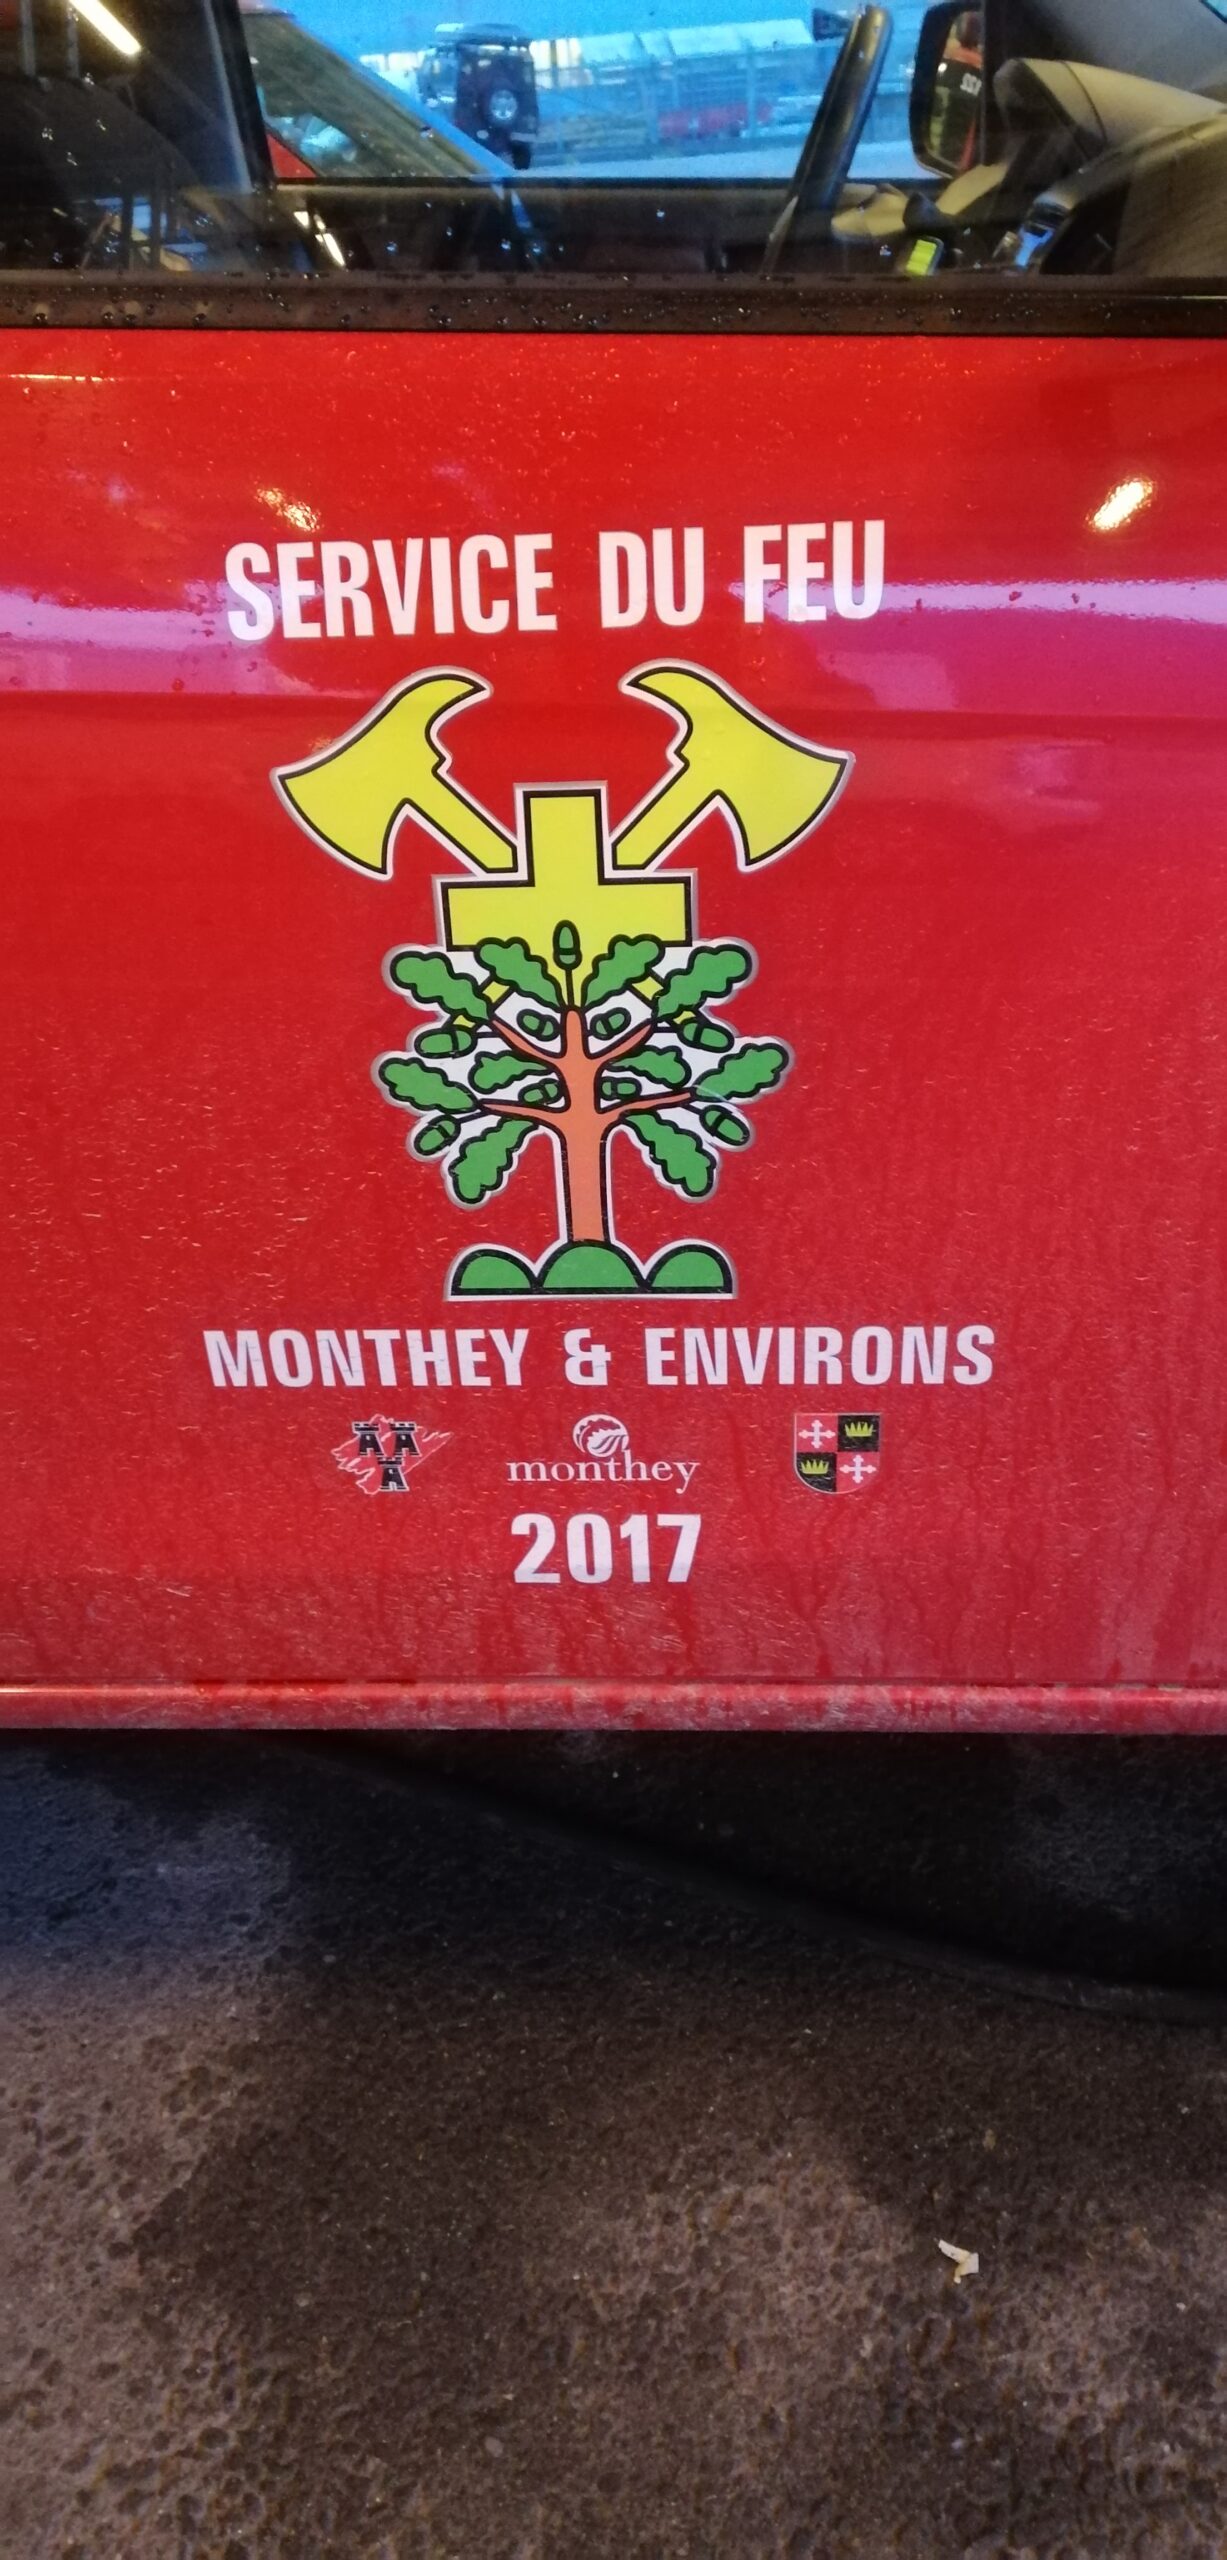 SERVICE DU FEU
MONTHEY & ENVIRONS
monthey
2017